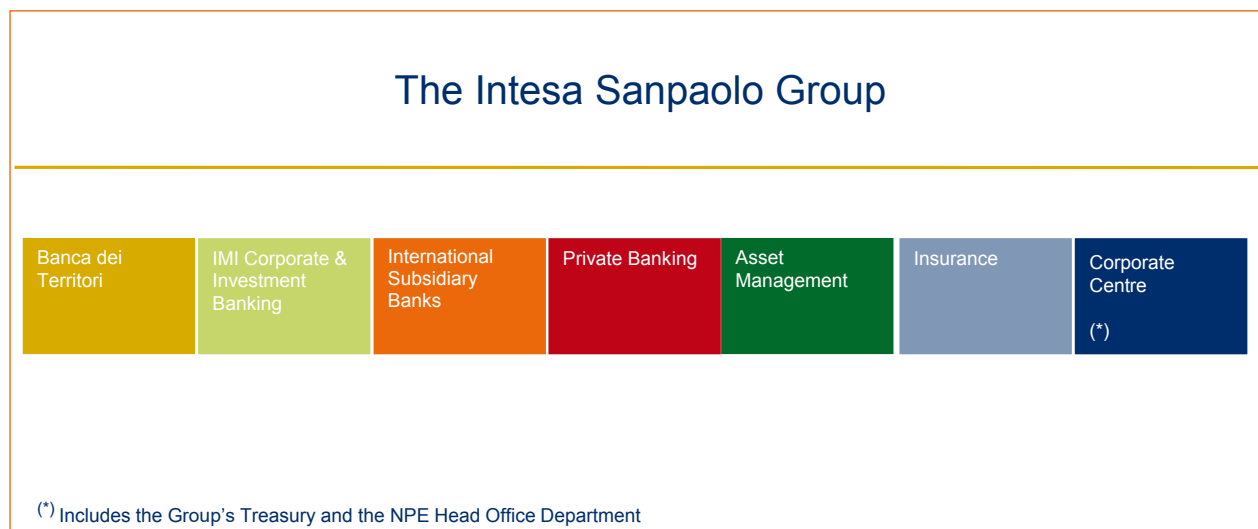 The Intesa Sanpaolo Group
Banca dei
Territori
IMI Corporate &
Investment
Banking
International
Subsidiary
Banks
Private Banking
Asset
Management
Insurance
Corporate
Centre
(*)
(*) Includes the Group’s Treasury and the NPE Head Office Department